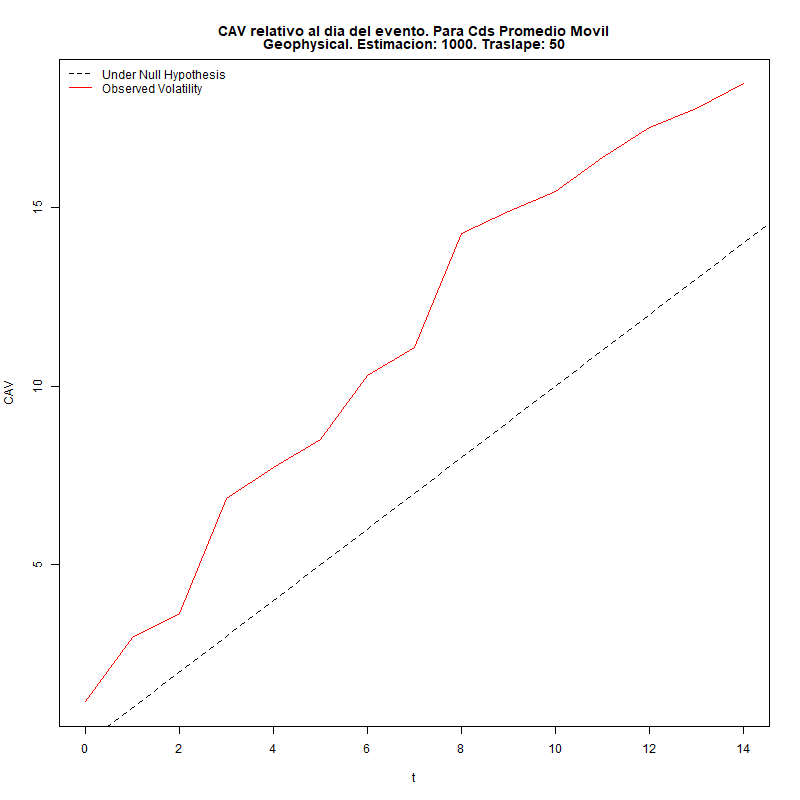 CAV relativo al dia del evento. Para Cds Promedio Movil
Geophysical. Estimacion: 1000. Traslape: 50
Under Null Hypothesis
Observed Volatility
15
10
5
CAV
0 2 4 6 8 10 12 14
t